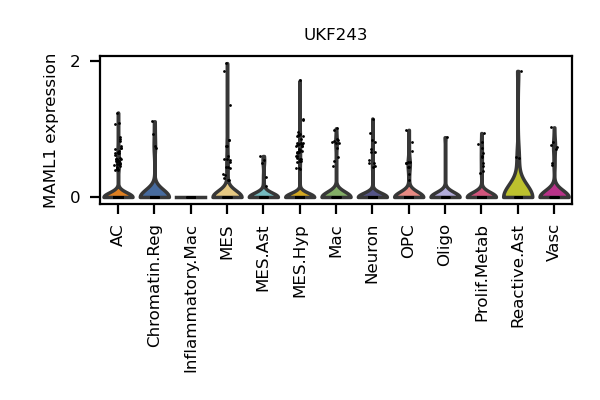 UKF243
MAML1 expression
2
0
AC
Chromatin.Reg
Inflammatory.Mac
MES
MES.Ast
MES.Hyp
Mac
Neuron
OPC
Oligo
Prolif.Metab
Reactive.Ast
Vasc